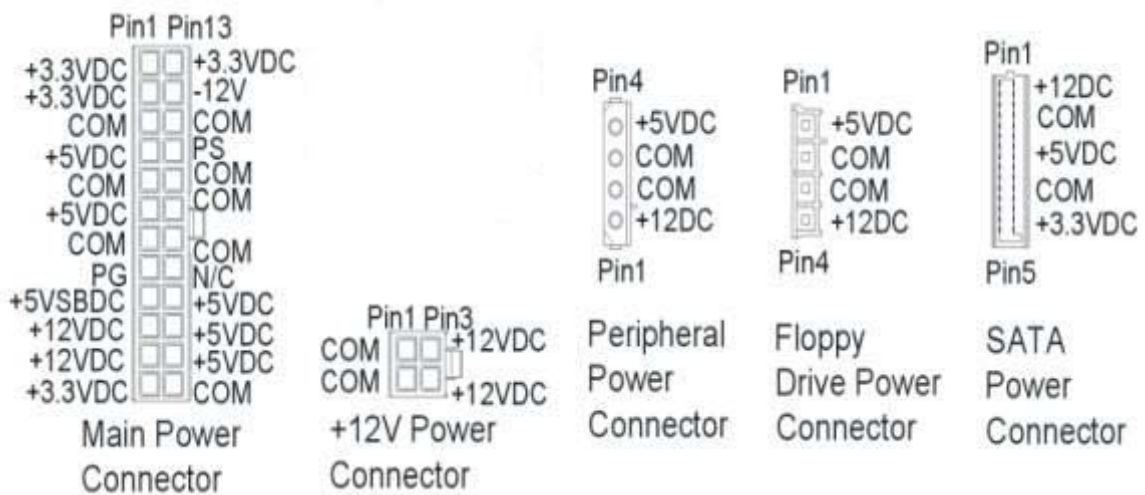 Pin1 Pin13
+3.3VDC +3.3VDC
+3.3VDC -12V
COM COM
+5VDC PS
COM COM
+5VDC COM
COM COM
PG N/C
+5VSBDC +5VDC
+12VDC +5VDC
+12VDC +5VDC
+3.3VDC COM
Main Power
Connector
Pin1 Pin3
COM +12VDC
COM +12VDC
+12V Power
Connector
Pin4
+5VDC
COM
COM
+12DC
Pin1
Peripheral
Power
Connector
Pin1
+5VDC
COM
COM
+12DC
Pin4
Floppy
Drive Power
Connector
Pin1
+12DC
COM
+5VDC
COM
+3.3VDC
Pin5
SATA
Power
Connector